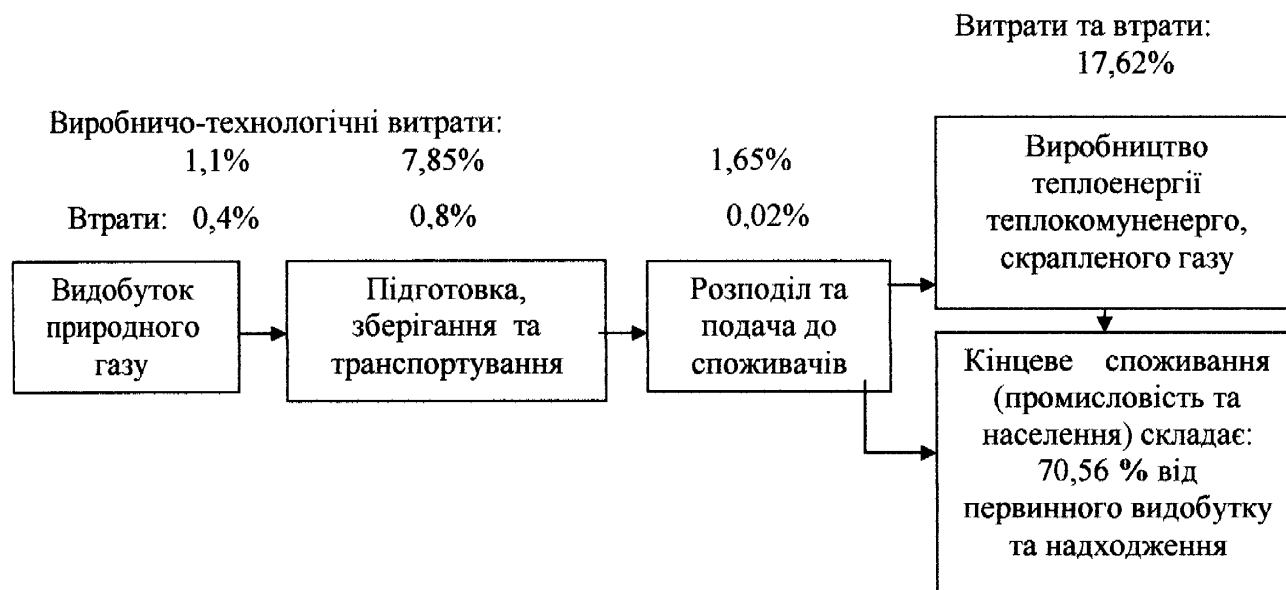 Витрати та втрати:
17,62%
Виробничо-технологічні витрати:
1,1% 7,85% 1,65%
Втрати: 0,4% 0,8% 0,02%
Видобуток
природного
газу
Підготовка,
зберігання та
транспортування
Розподіл та
подача до
споживачів
Виробництво
теплоенергії
теплокомуненерго,
скрапленого газу
Кінцеве споживання
(промисловість та
населення) складає:
70,56 % від
первинного видобутку
та надходження